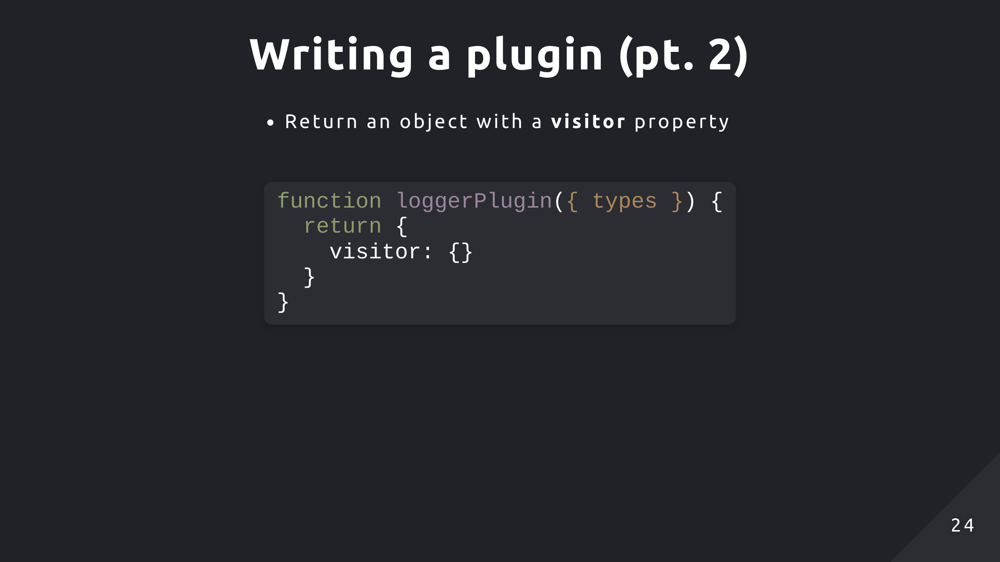 Writing a plugin (pt. 2)
• Return an object with a visitor property
function loggerPlugin({ types }) {
  return {
    visitor: {}
  }
}
24